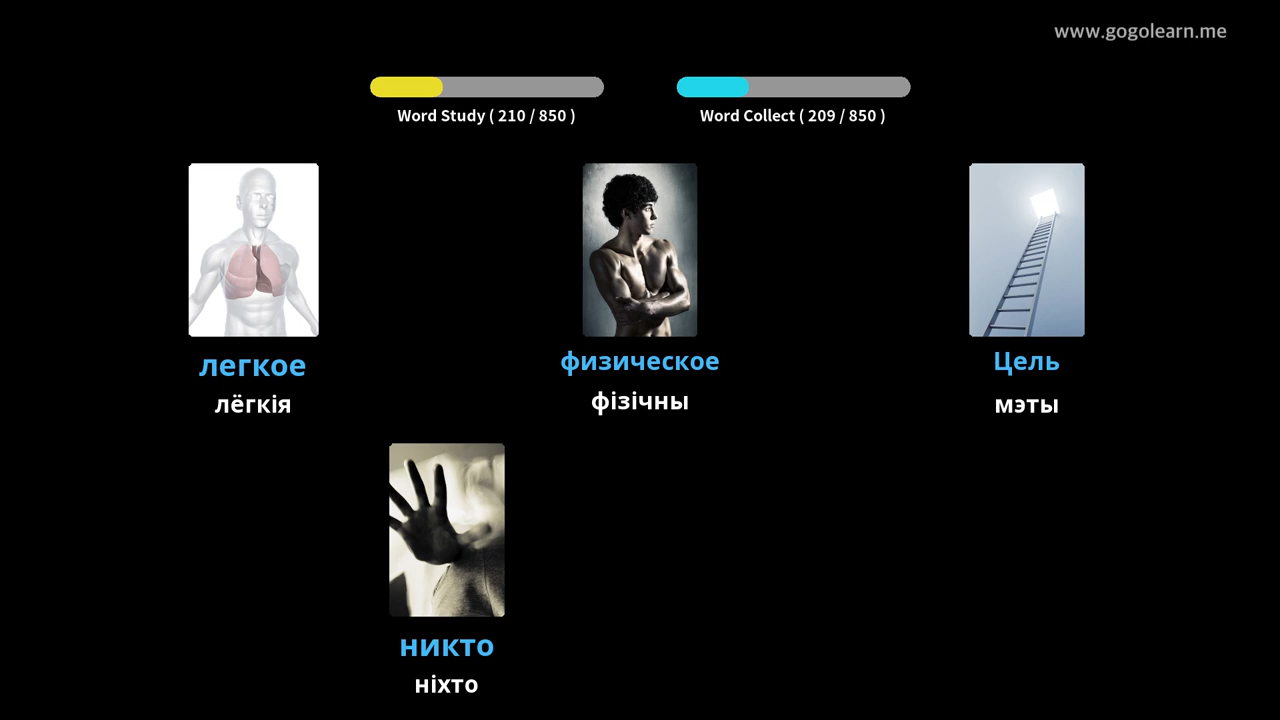 www.gogolearn.me
Word Study ( 210 / 850 )
Word Collect ( 209 / 850 )
легкое
лёгкія
физическое
фізічны
Цель
мэты
никто
ніхто